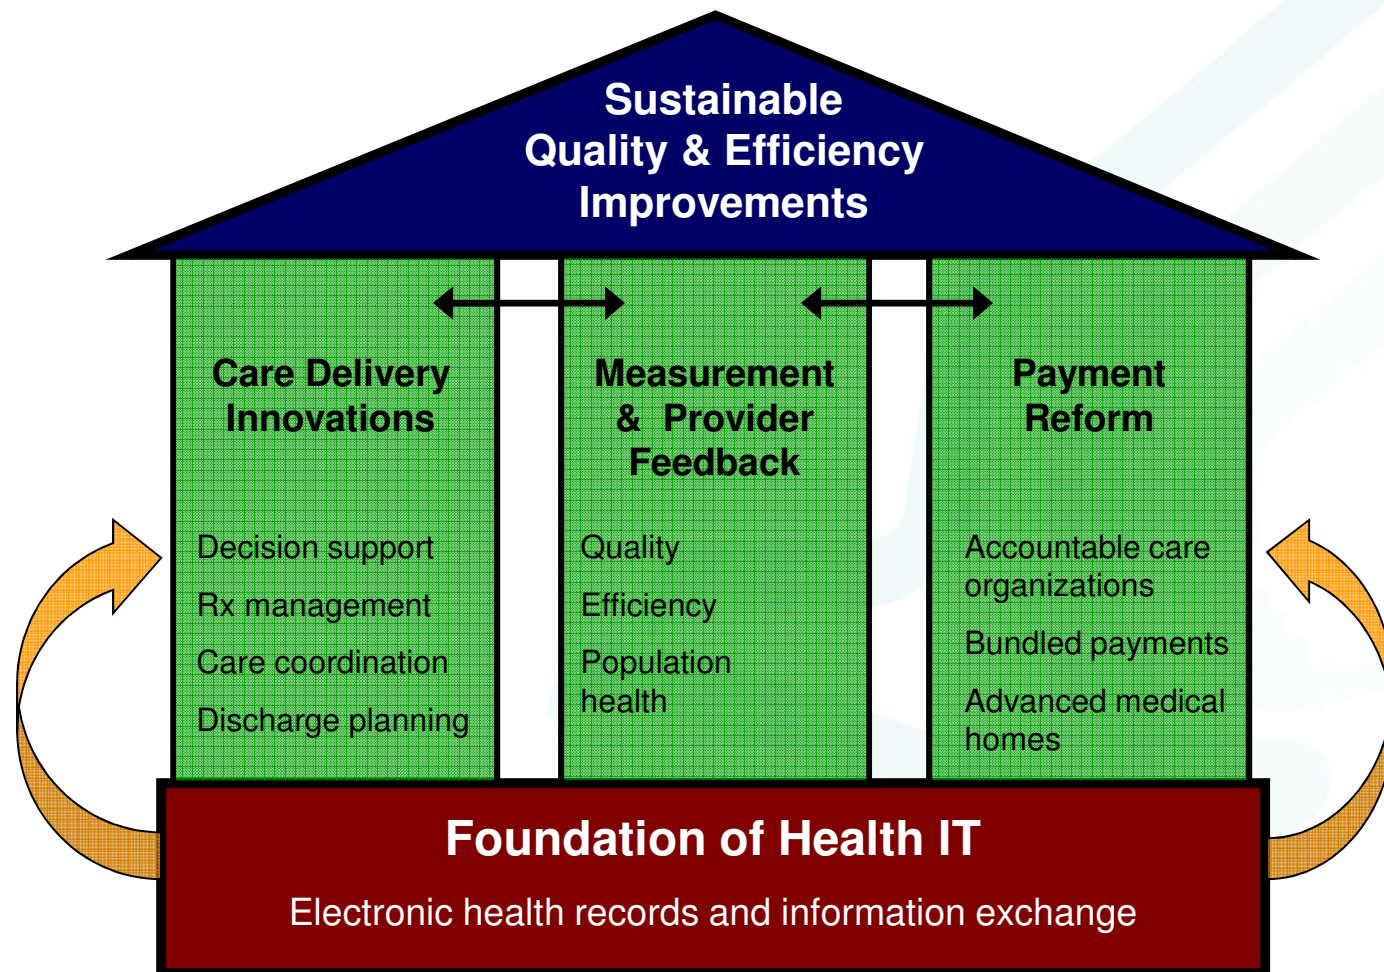 Sustainable
Quality & Efficiency
Improvements
Care Delivery
Innovations
Decision support
Rx management
Care coordination
Discharge planning
Measurement
& Provider
Feedback
Quality
Efficiency
Population
health
Payment
Reform
Accountable care
organizations
Bundled payments
Advanced medical
homes
Foundation of Health IT
Electronic health records and information exchange